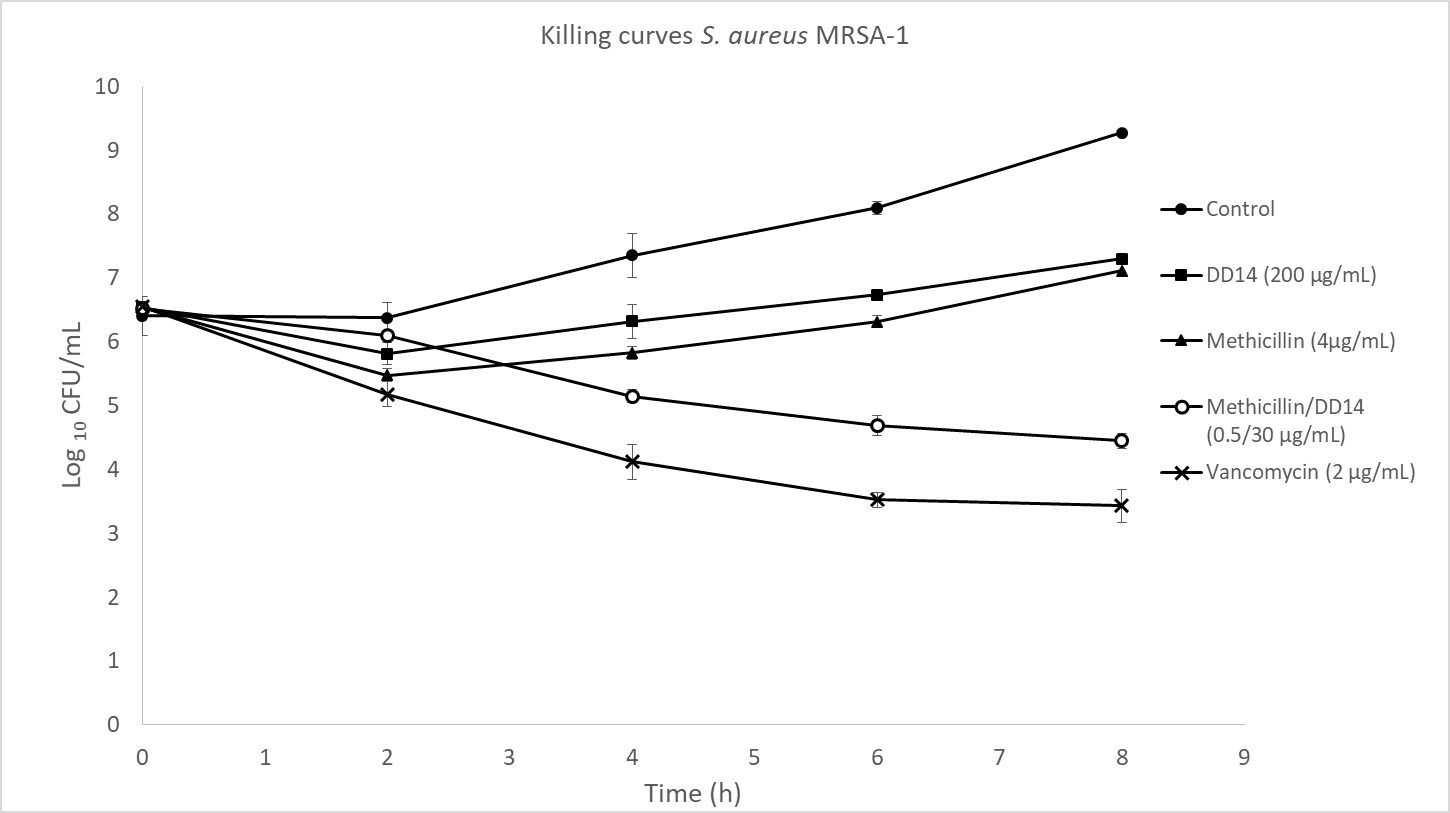 Killing curves S. aureus MRSA-1
10
9
8
7
6
5
4
3
2
1
0
Log 10 CFU/mL
0 1 2 3 4 5 6 7 8 9
Time (h)
Control
DD14 (200 µg/mL)
Methicillin (4µg/mL)
Methicillin/DD14
(0.5/30 µg/mL)
Vancomycin (2 µg/mL)